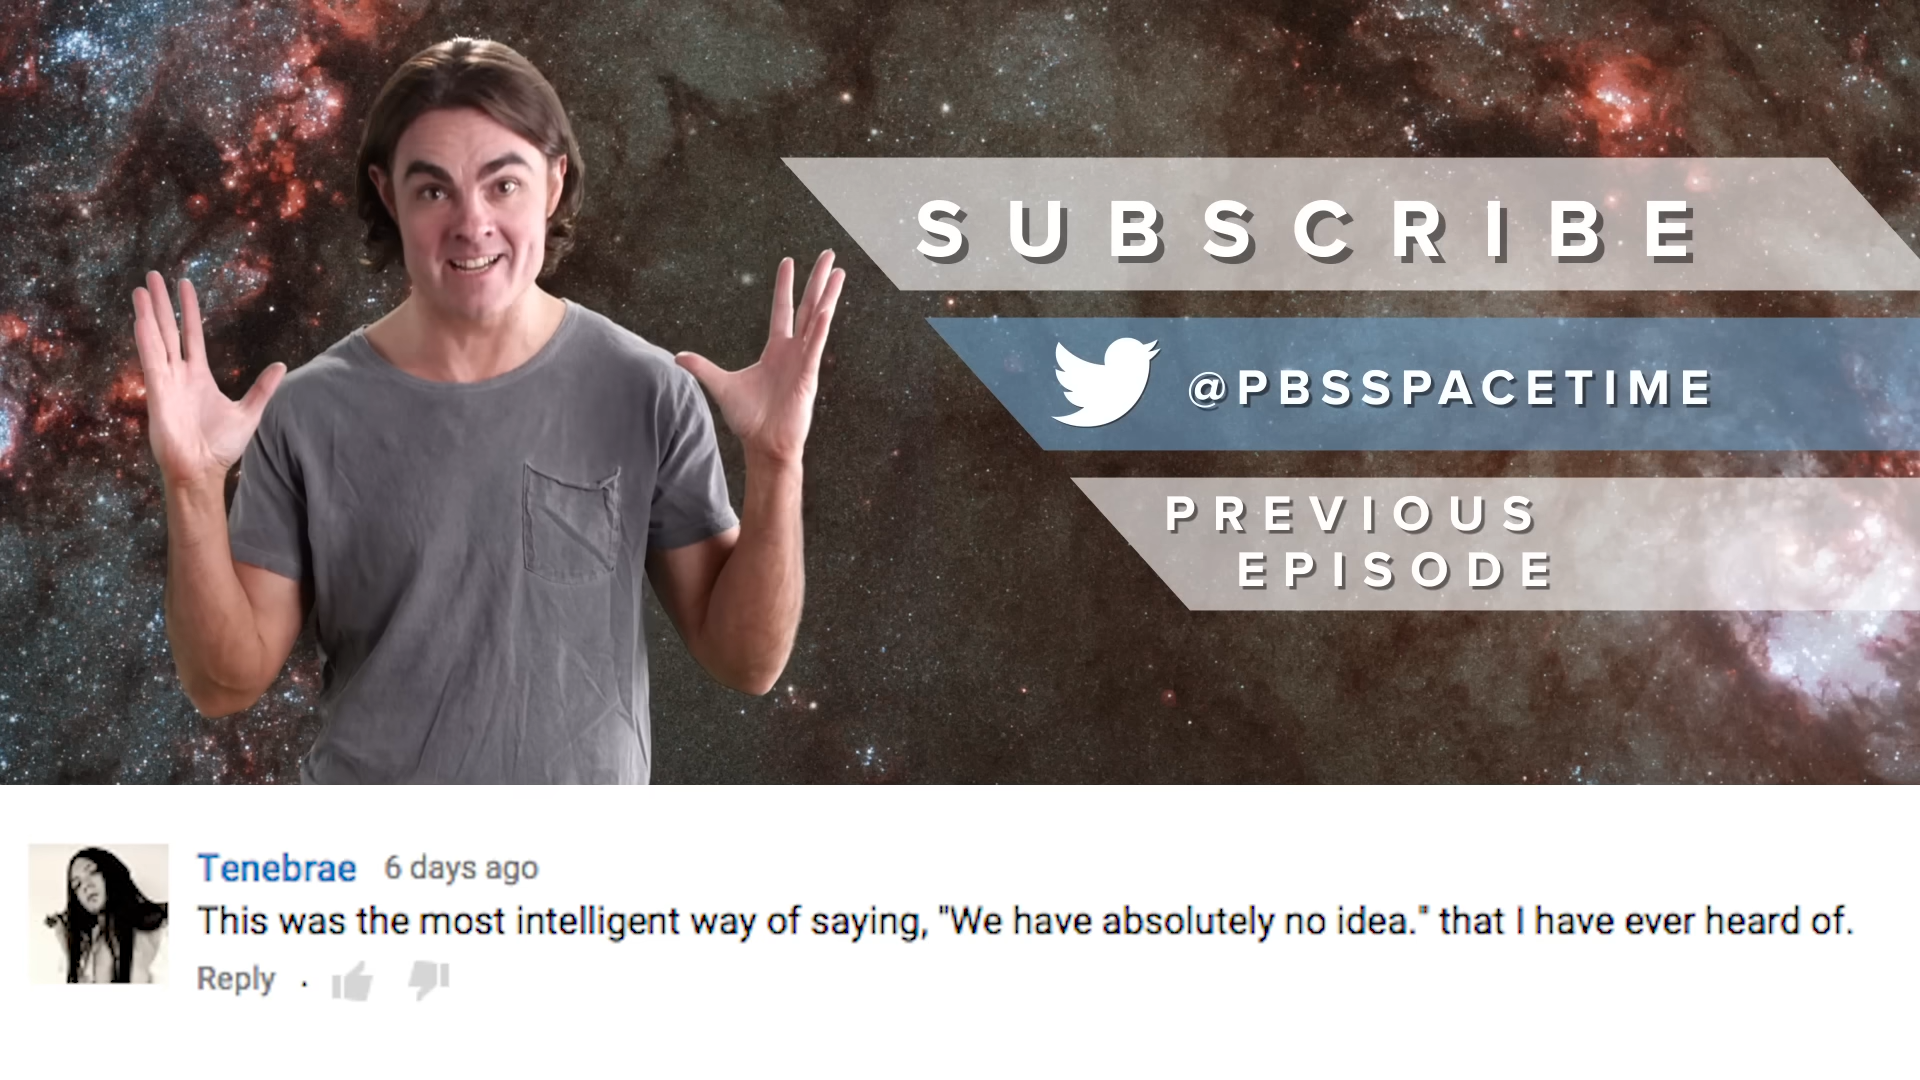 SUBSCRIBE
@PBSSPACETIME
PREVIOUS
EPISODE
Tenebrae 6 days ago
This was the most intelligent way of saying, "We have absolutely no idea." that I have ever heard of.
Reply